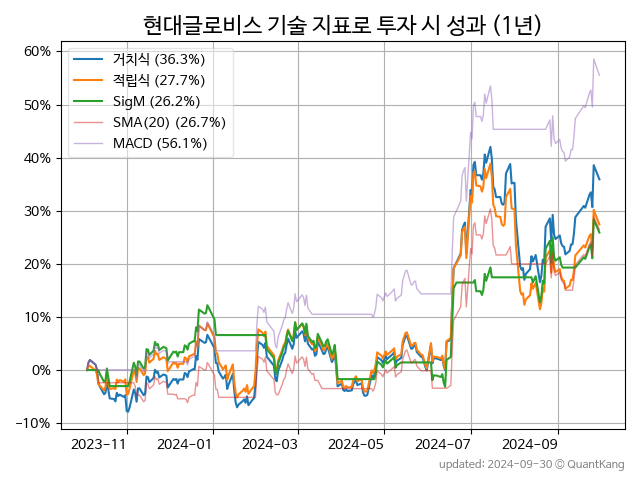 현대글로비스 기술 지표로 투자 시 성과 (1년)
60%
50%
40%
30%
20%
10%
0%
−10%
거치식 (36.3%)
적립식 (27.7%)
SigM (26.2%)
SMA(20) (26.7%)
MACD (56.1%)
2023-11 2024-01 2024-03 2024-05 2024-07 2024-09
updated: 2024-09-30 © QuantKang